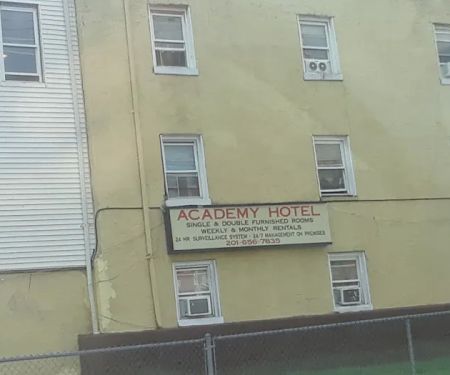 ACADEMY HOTEL
SINGLE & DOUBLE FURNISHED ROOMS
WEEKLY & MONTHLY RENTALS
24 HR SURVEILLANCE SYSTEM - 24/7 MANAGEMENT ON PREMISES
201-656-7835